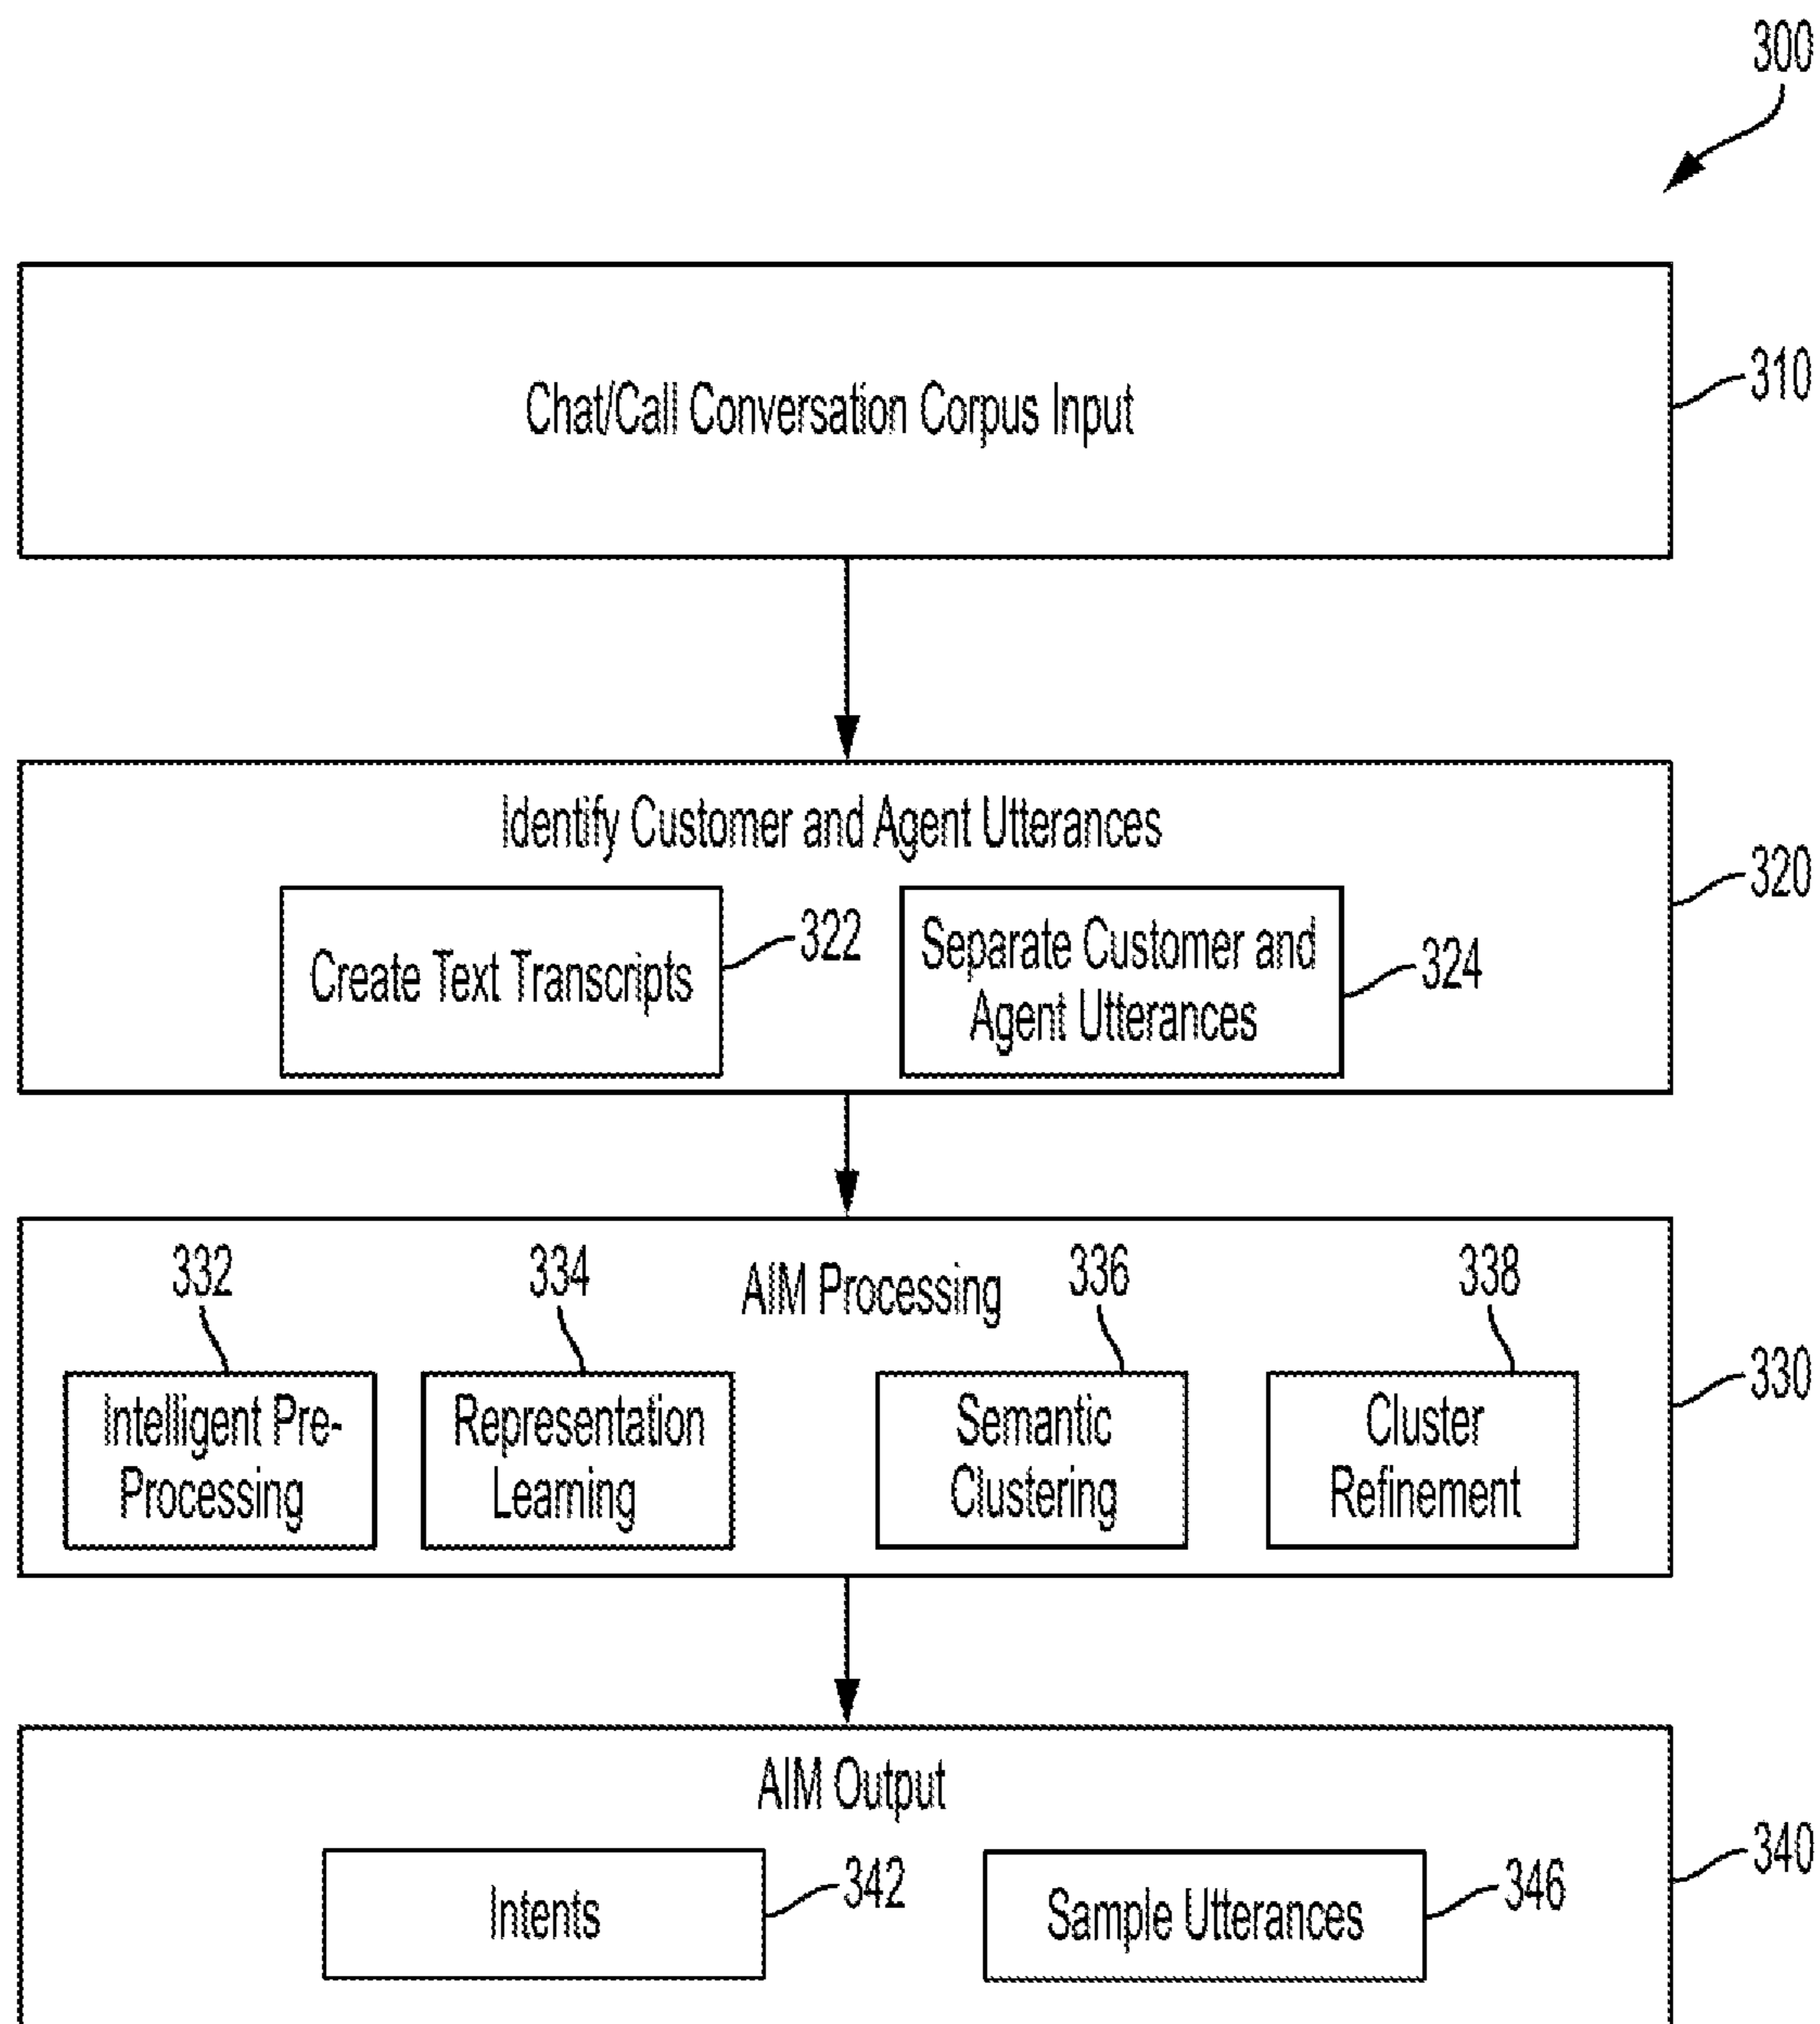 300
Chat/Call Conversation Corpus Input
310
Identify Customer and Agent Utterances
320
Create Text Transcripts
322
Separate Customer and
Agent Utterances
324
AIM Processing
330
332
Intelligent Pre-
Processing
334
Representation
Learning
336
Semantic
Clustering
338
Cluster
Refinement
AIM Output
340
Intents
342
Sample Utterances
346